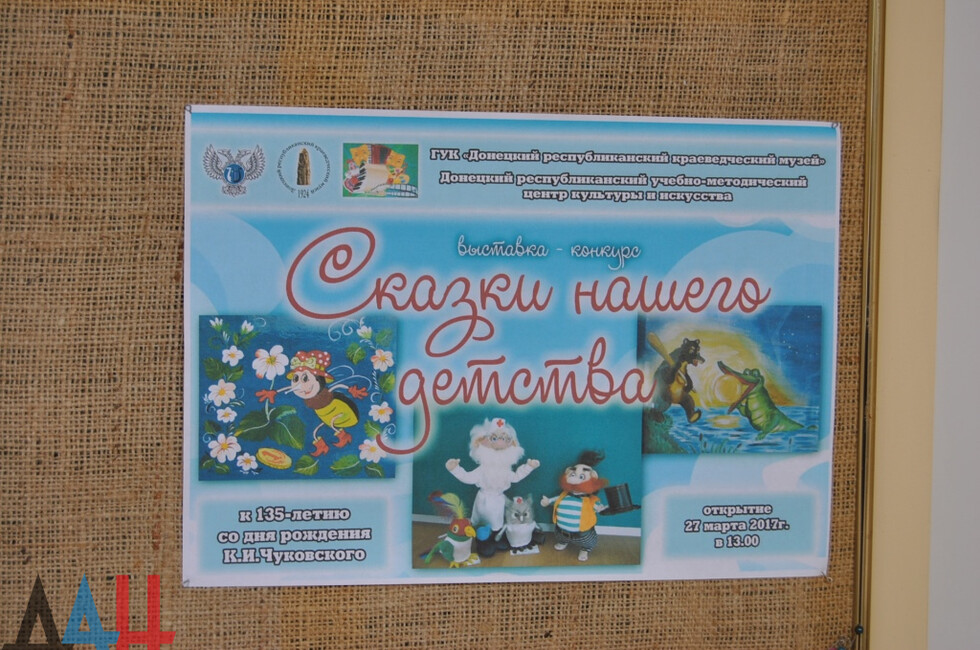 ГУК «Донецкий республиканский краеведческий музей»
Донецкий республиканский учебно-методический
центр культуры и искусства
1926
выставка - конкурс
Сказки нашего
детства
к 135-летию
со дня рождения
К.И.Чуковского
открытие
27 марта 2017г.
в 13.00
ДАН